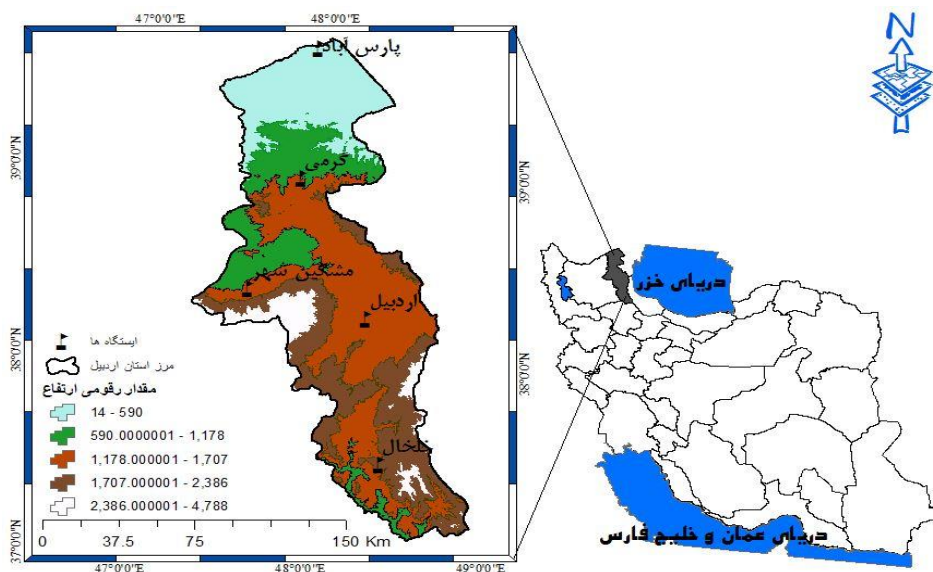 47°0'0"E
48°0'0"E
N
پارس آباد
39°0'0"N
39°0'0"N
گرمی
مشگین شهر
اردبیل
دریای خزر
ایستگاه ها
38°0'0"N
38°0'0"N
مرز استان اردبیل
مقدار رقومی ارتفاع
14 - 590
590.0000001 - 1,178
1,178.000001 - 1,707
1,707.000001 - 2,386
2,386.000001 - 4,788
خلخال
0 37.5 75 150 Km
37°0'0"N
دریای عمان و خلیج فارس
47°0'0"E
48°0'0"E
49°0'0"E